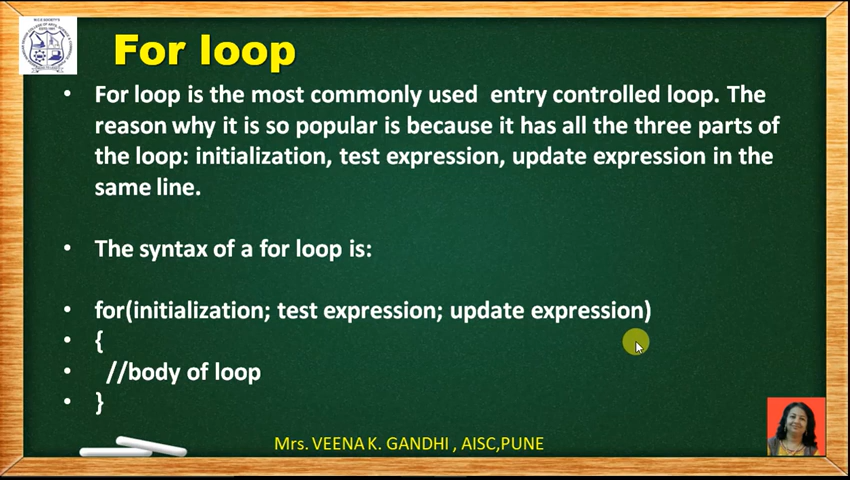 For loop
• For loop is the most commonly used entry controlled loop. The
reason why it is so popular is because it has all the three parts of
the loop: initialization, test expression, update expression in the
same line.
• The syntax of a for loop is:
• for(initialization; test expression; update expression)
• {
• //body of loop
• }
Mrs. VEENA K. GANDHI , AISC,PUNE